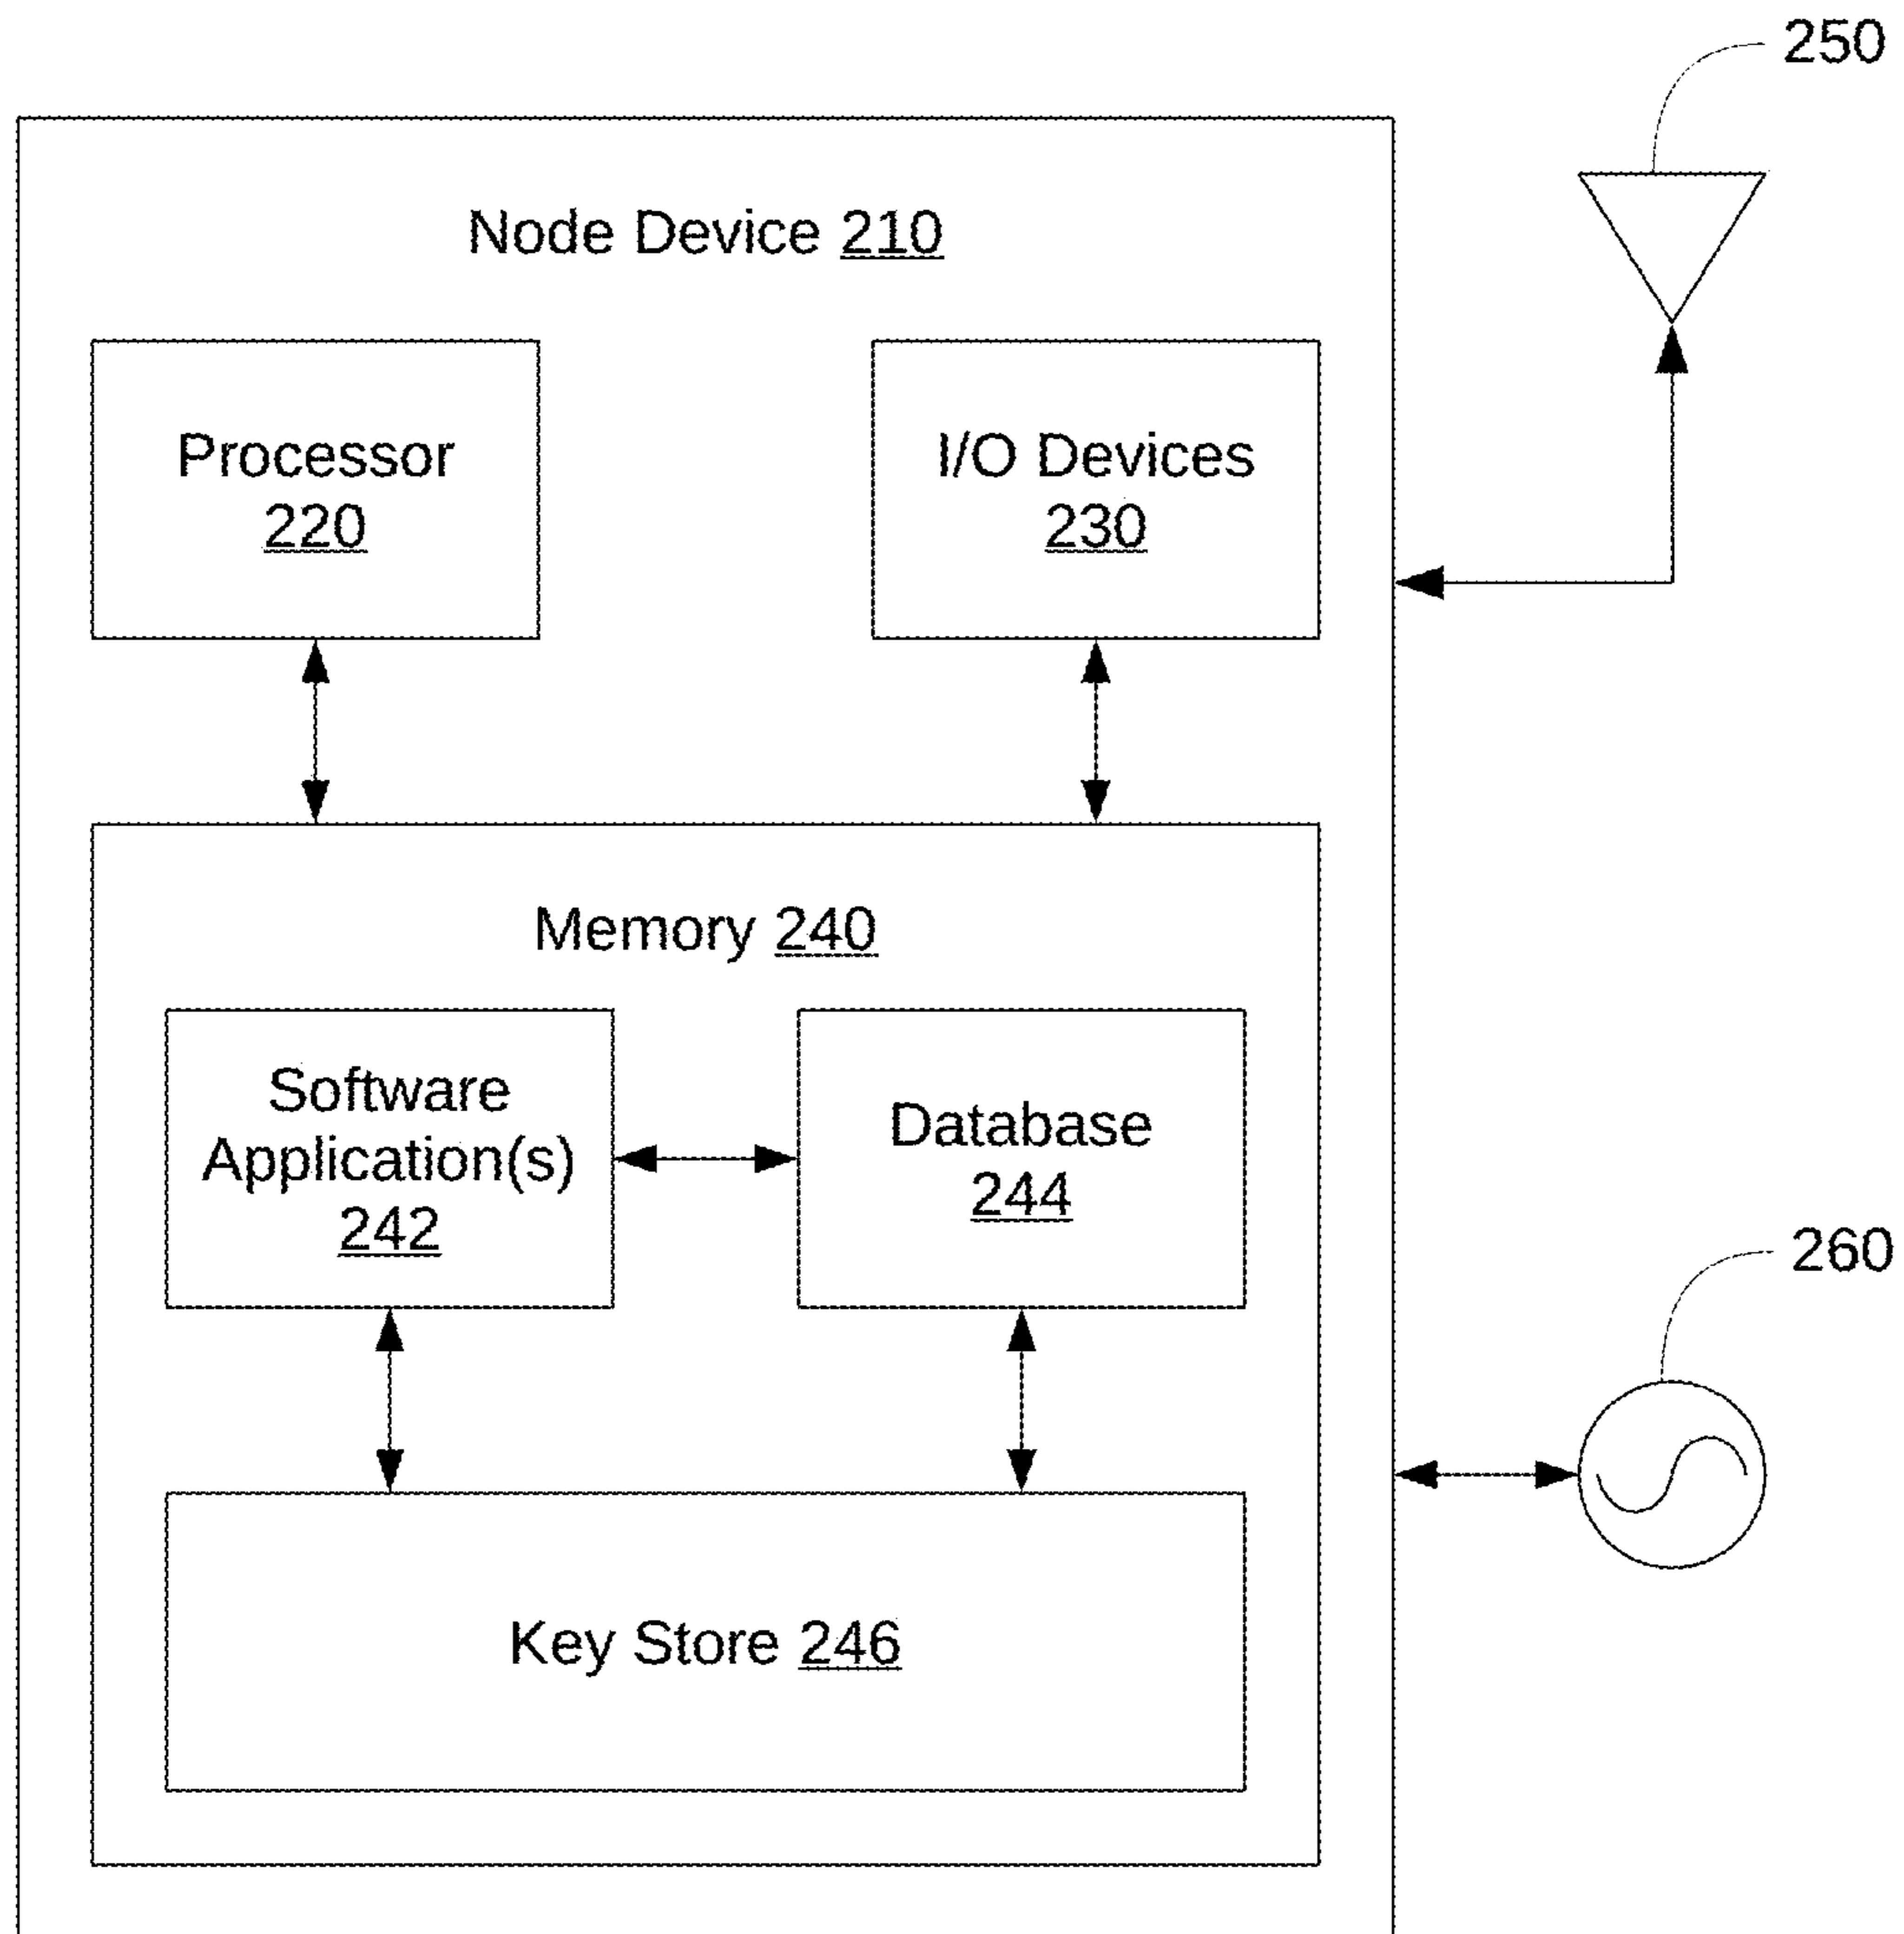 250
Node Device 210
Processor
220
I/O Devices
230
Memory 240
Software
Application(s)
242
Database
244
260
Key Store 246